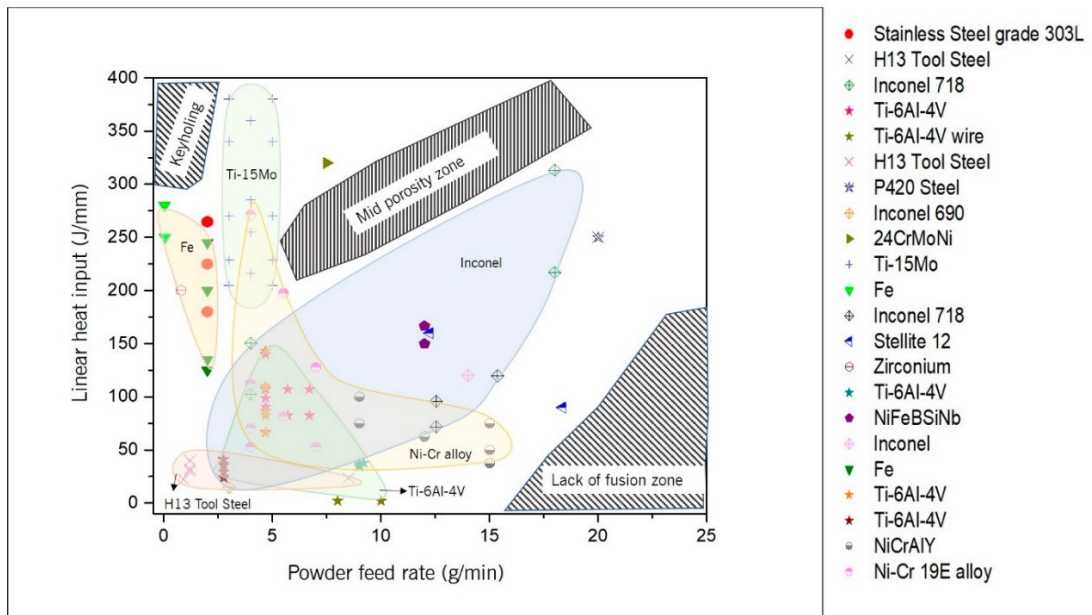 400
350
300
250
200
150
100
50
0
Linear heat input (J/mm)
0
5
10
15
20
25
Powder feed rate (g/min)
Keyholing
Ti-15Mo
Mid porosity zone
Fe
Inconel
Ni-Cr alloy
Ti-6Al-4V
H13 Tool Steel
Lack of fusion zone
Stainless Steel grade 303L
H13 Tool Steel
Inconel 718
Ti-6Al-4V
Ti-6Al-4V wire
H13 Tool Steel
P420 Steel
Inconel 690
24CrMoNi
Ti-15Mo
Fe
Inconel 718
Stellite 12
Zirconium
Ti-6Al-4V
NiFeBSiNb
Inconel
Fe
Ti-6Al-4V
Ti-6Al-4V
NiCrAlY
Ni-Cr 19E alloy